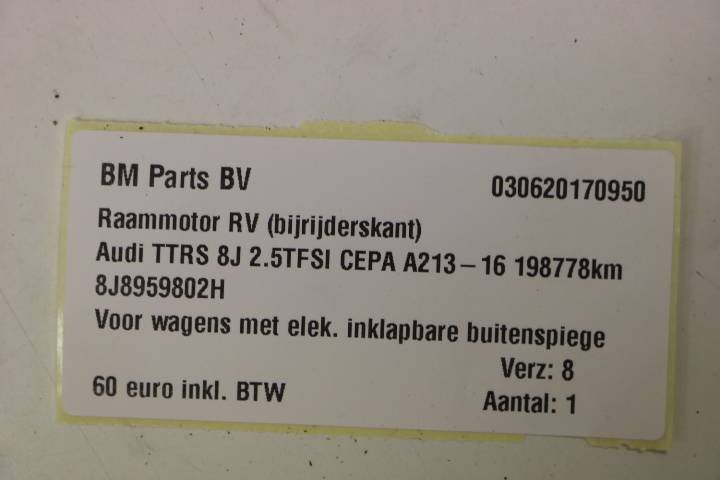 BM Parts BV 030620170950
Raammotor RV (bijrijderskant)
Audi TTRS 8J 2.5TFSI CEPA A213-16 198778km
8J8959802H
Voor wagens met elek. inklapbare buitenspiege
Verz: 8
60 euro inkl. BTW Aantal: 1